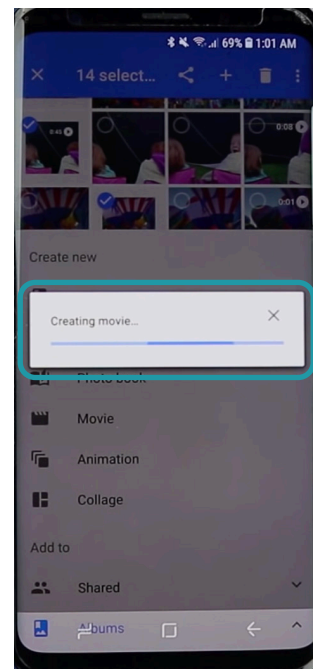 69% 1:01 AM
14 select...
0:45
0:08
0:01
Create new
Creating movie...
Photo book
Movie
Animation
Collage
Add to
Shared
Albums